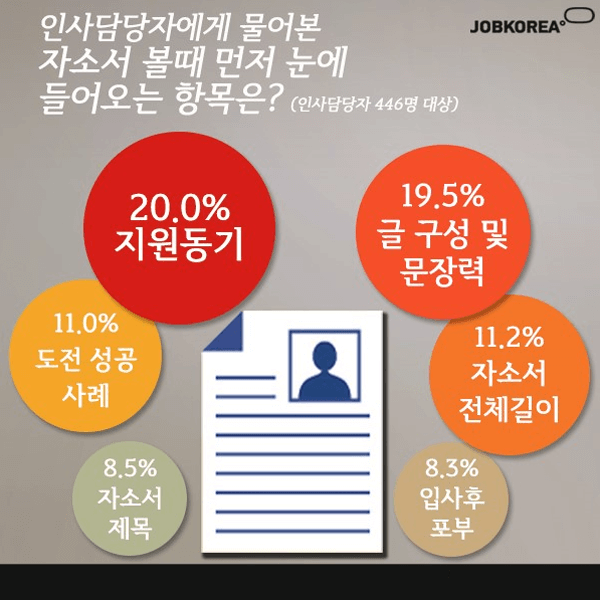 인사담당자에게 물어본
자소서 볼때 먼저 눈에
들어오는 항목은? (인사담당자 446명 대상)
JOBKOREA
20.0%
지원동기
19.5%
글 구성 및
문장력
11.0%
도전 성공
사례
11.2%
자소서
전체길이
8.5%
자소서
제목
8.3%
입사후
포부